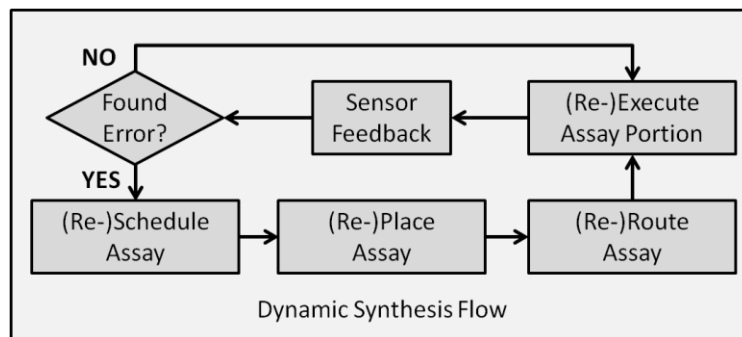 NO
Found
Error?
Sensor
Feedback
(Re-)Execute
Assay Portion
YES
(Re-)Schedule
Assay
(Re-)Place
Assay
(Re-)Route
Assay
Dynamic Synthesis Flow